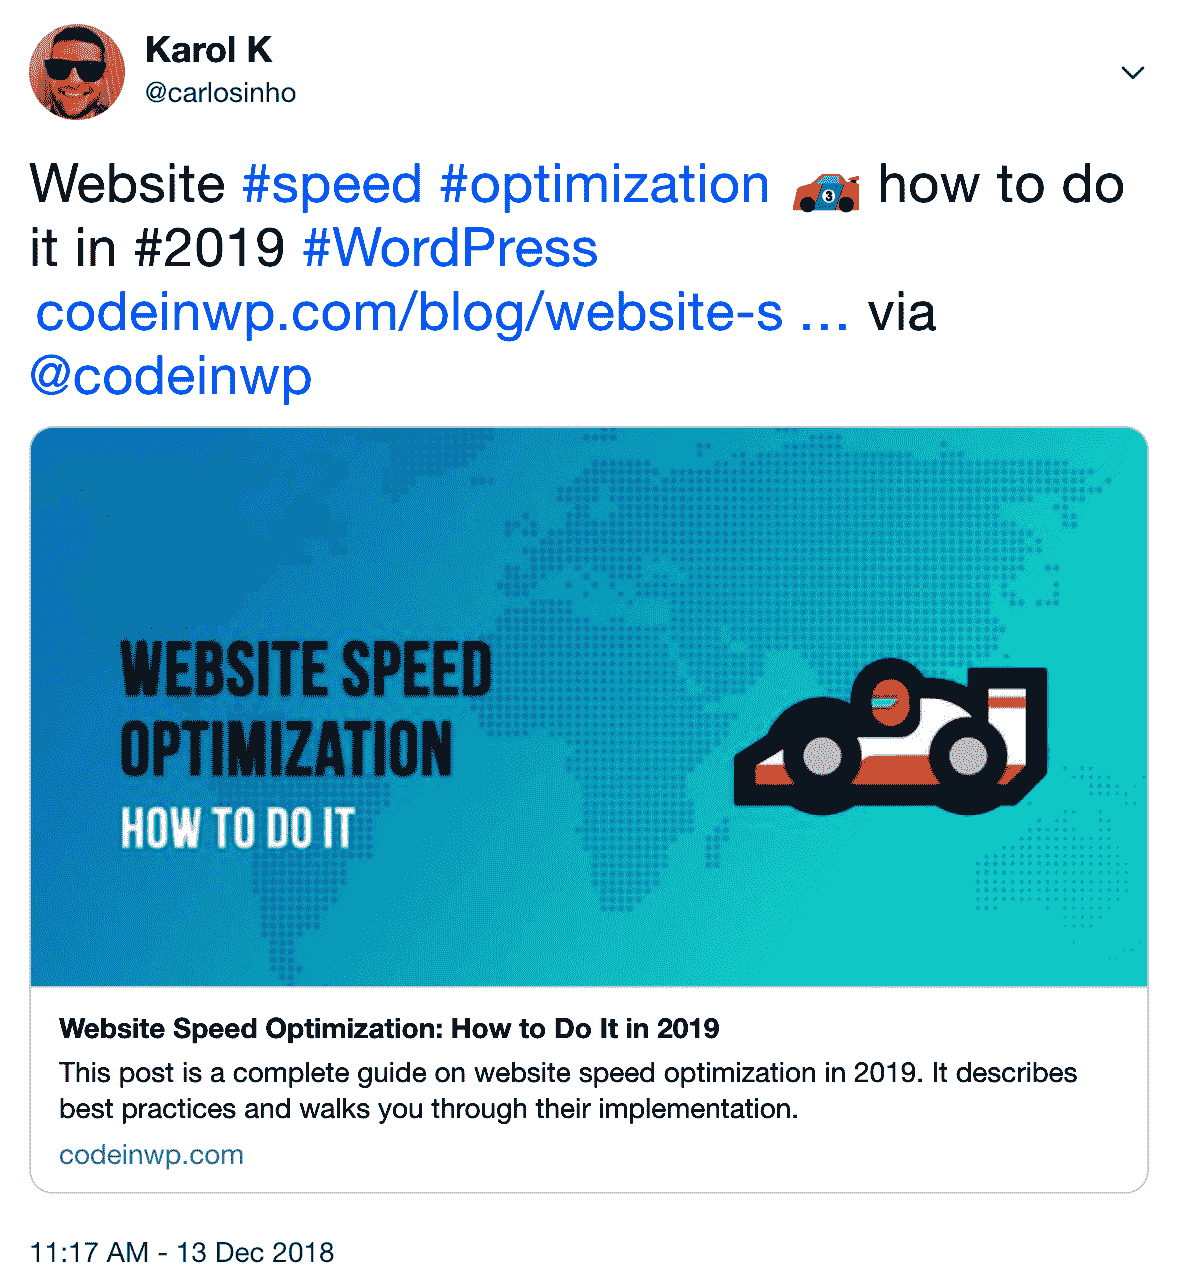 Karol K
@carlosinho
Website #speed #optimization 3 how to do
it in #2019 #WordPress
codeinwp.com/blog/website-s ... via
@codeinwp
WEBSITE SPEED
OPTIMIZATION
HOW TO DO IT
Website Speed Optimization: How to Do It in 2019
This post is a complete guide on website speed optimization in 2019. It describes
best practices and walks you through their implementation.
codeinwp.com
11:17 AM - 13 Dec 2018